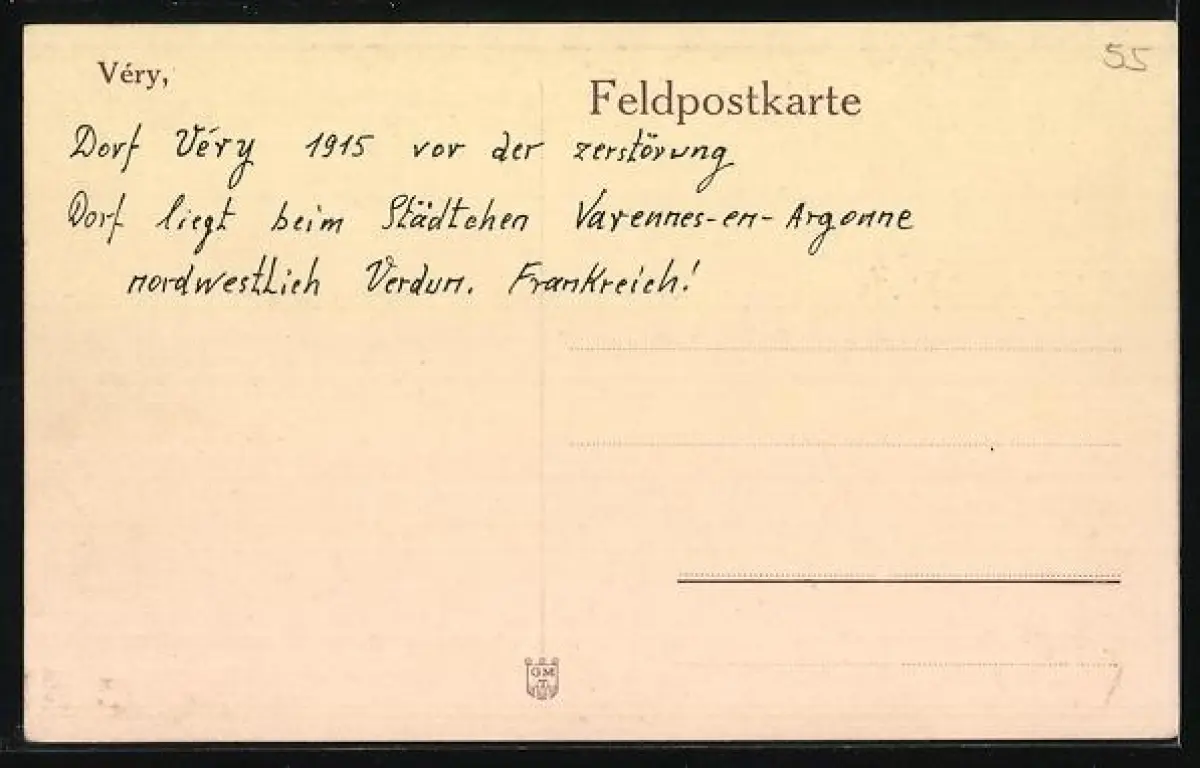 Véry,
Feldpostkarte
55
Dorf Véry 1915 vor der zerstörung
Dorf liegt beim Städtchen Varennes-en-Argonne
nordwestlich Verdun. Frankreich!
GM
T